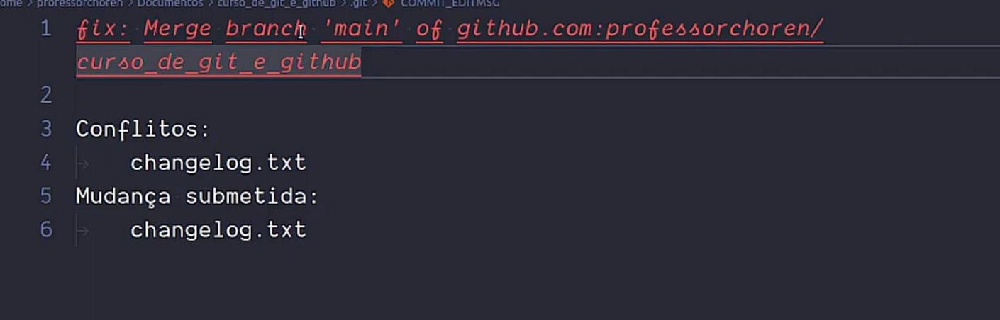 ome > professorchoren > Documentos > curso_de_git_e_github > .git > COMMIT_EDITMSG
1 fix: Merge branch 'main' of github.com:professorchoren/
curso_de_git_e_github
2
3 Conflitos:
4 changelog.txt
5 Mudança submetida:
6 changelog.txt